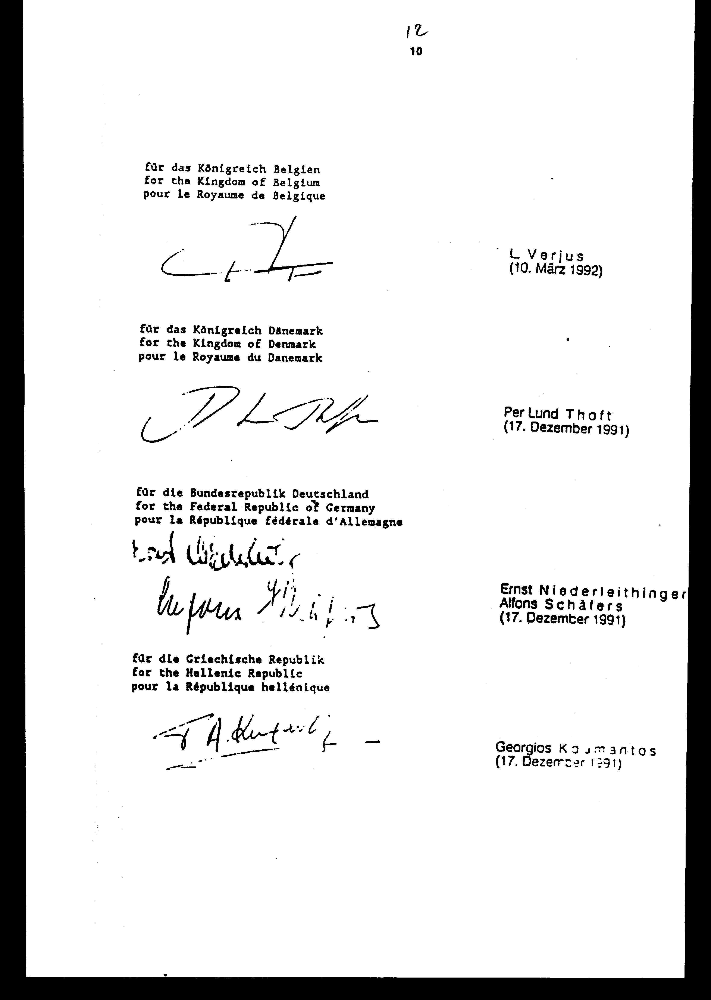 12
10
für das Königreich Belgien
for the Kingdom of Belgium
pour le Royaume de Belgique
L. Verjus
(10. März 1992)
für das Königreich Dänemark
for the Kingdom of Denmark
pour le Royaume du Danemark
Per Lund Thoft
(17. Dezember 1991)
für die Bundesrepublik Deutschland
for the Federal Republic of Germany
pour la République fédérale d'Allemagne
Ernst Niederleithinger
Alfons Schäfers
(17. Dezember 1991)
für die Griechische Republik
for the Hellenic Republic
pour la République hellénique
Georgios Koumantos
(17. Dezember 1991)